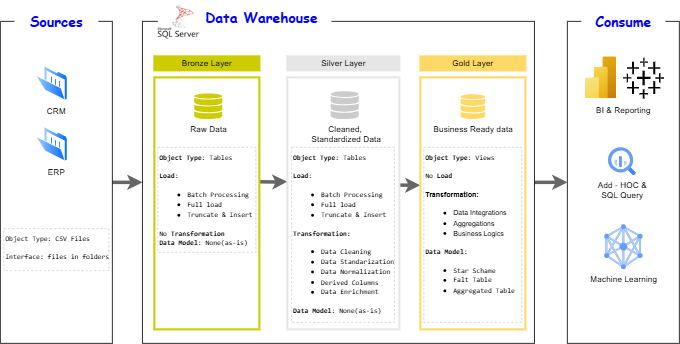 Sources
CRM
ERP
Object Type: CSV Files
Interface: files in folders
Data Warehouse
Microsoft
SQL Server
Bronze Layer
Raw Data
Object Type: Tables
Load:
Batch Processing
Full load
Truncate & Insert
No Transformation
Data Model: None(as-is)
Silver Layer
Cleaned,
Standardized Data
Object Type: Tables
Load:
Batch Processing
Full load
Truncate & Insert
Transformation:
Data Cleaning
Data Standarization
Data Normalization
Derived Columns
Data Enrichment
Data Model: None(as-is)
Gold Layer
Business Ready data
Object Type: Views
No Load
Transformation:
Data Integrations
Aggregations
Business Logics
Data Model:
Star Schame
Falt Table
Aggregated Table
Consume
BI & Reporting
Add - HOC &
SQL Query
Machine Learning